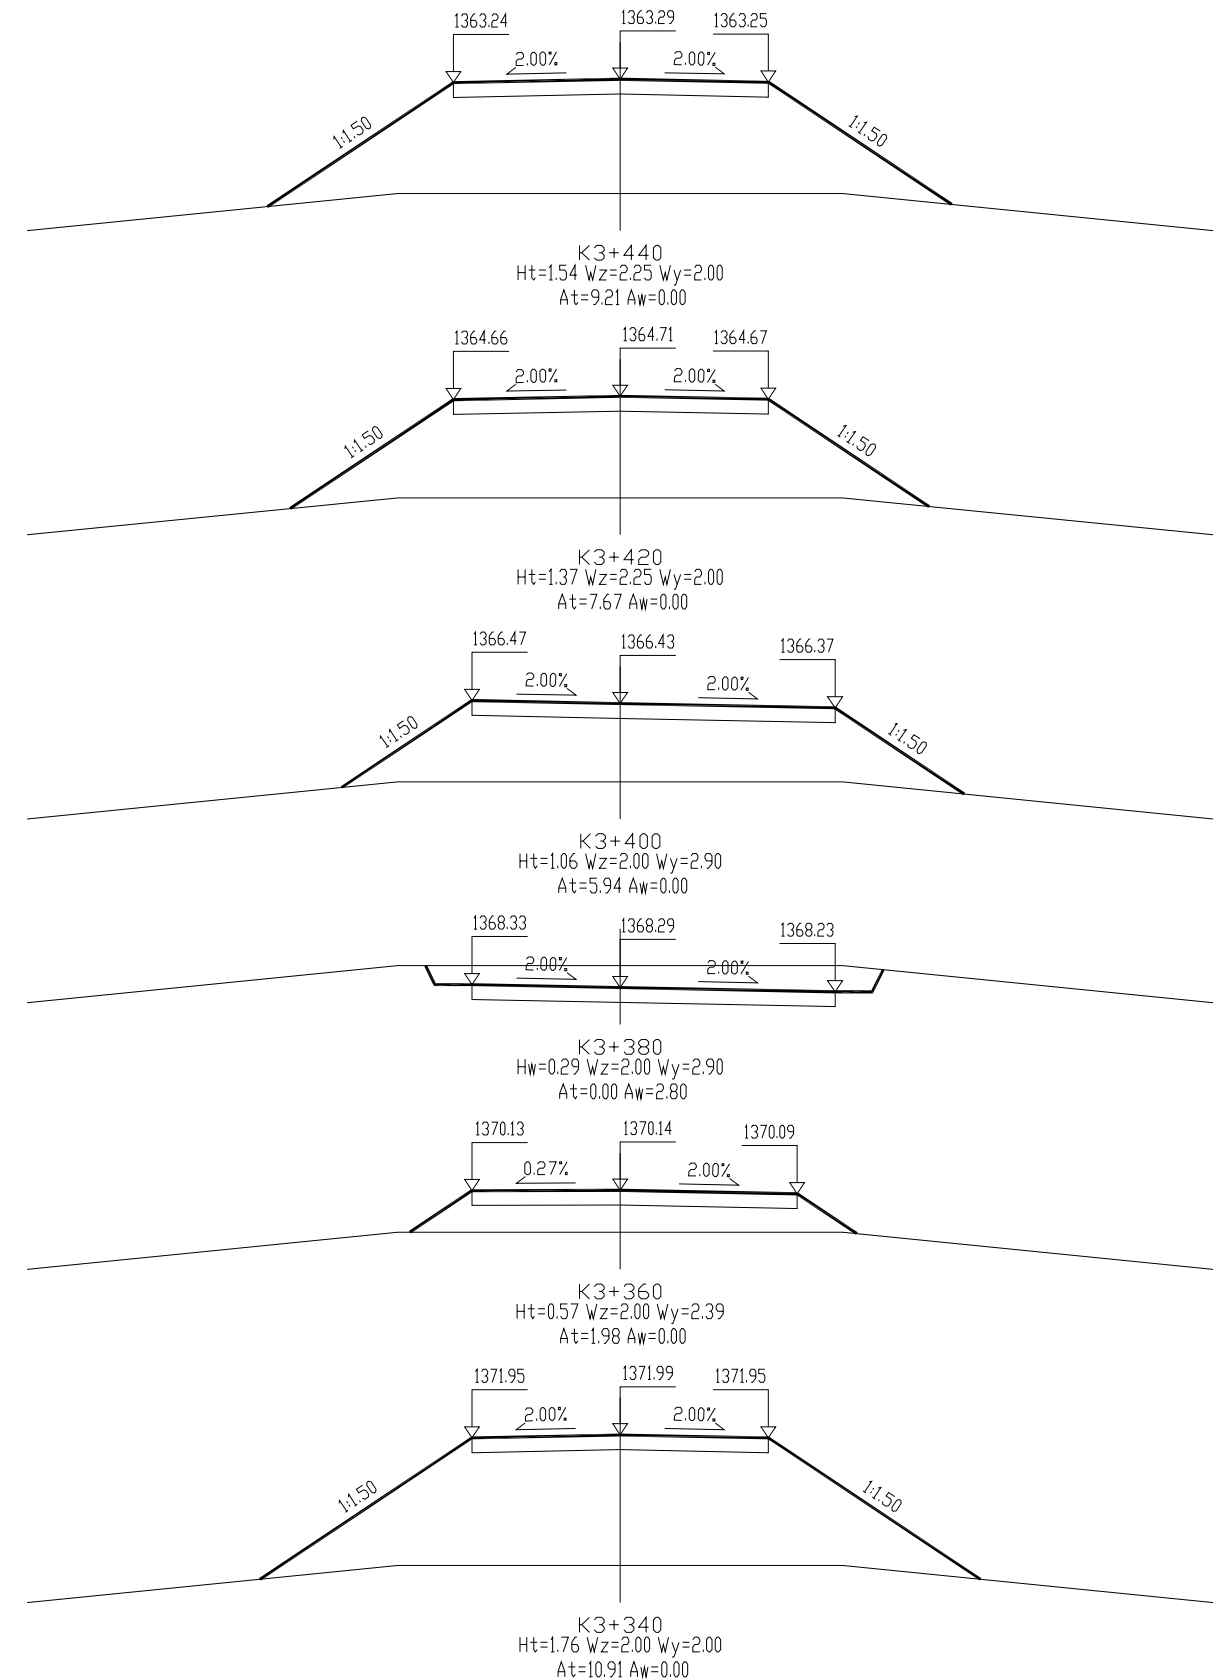 1363.24 1363.29 1363.25
2.00% 2.00%
1:1.50 1:1.50
K3+440
Ht=1.54 Wz=2.25 Wy=2.00
At=9.21 Aw=0.00
1364.66 1364.71 1364.67
2.00% 2.00%
1:1.50 1:1.50
K3+420
Ht=1.37 Wz=2.25 Wy=2.00
At=7.67 Aw=0.00
1366.47 1366.43 1366.37
2.00% 2.00%
1:1.50 1:1.50
K3+400
Ht=1.06 Wz=2.00 Wy=2.90
At=5.94 Aw=0.00
1368.33 1368.29 1368.23
2.00% 2.00%
K3+380
Hw=0.29 Wz=2.00 Wy=2.90
At=0.00 Aw=2.80
1370.13 1370.14 1370.09
0.27% 2.00%
K3+360
Ht=0.57 Wz=2.00 Wy=2.39
At=1.98 Aw=0.00
1371.95 1371.99 1371.95
2.00% 2.00%
1:1.50 1:1.50
K3+340
Ht=1.76 Wz=2.00 Wy=2.00
At=10.91 Aw=0.00